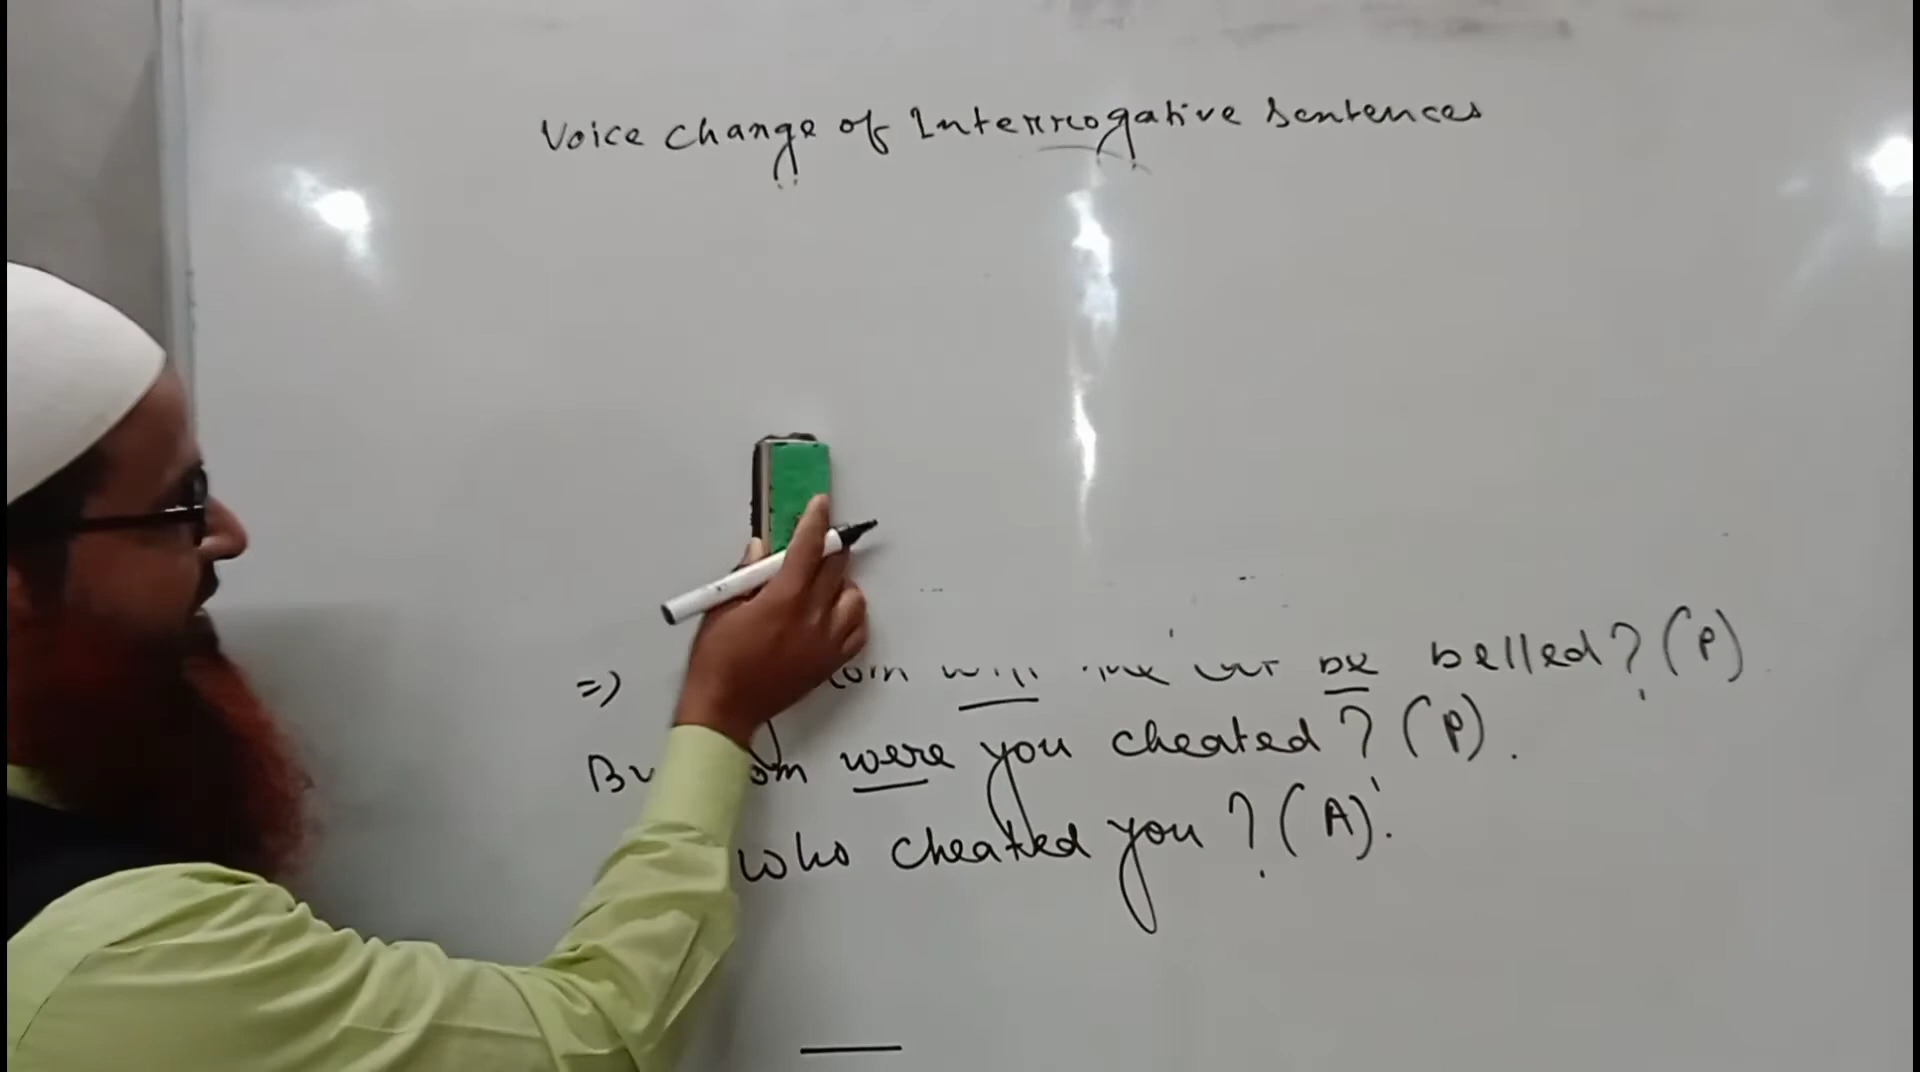 Voice change of Interrogative Sentences
=) will be belled? (P)
were you cheated? (P).
who cheated you? (A).